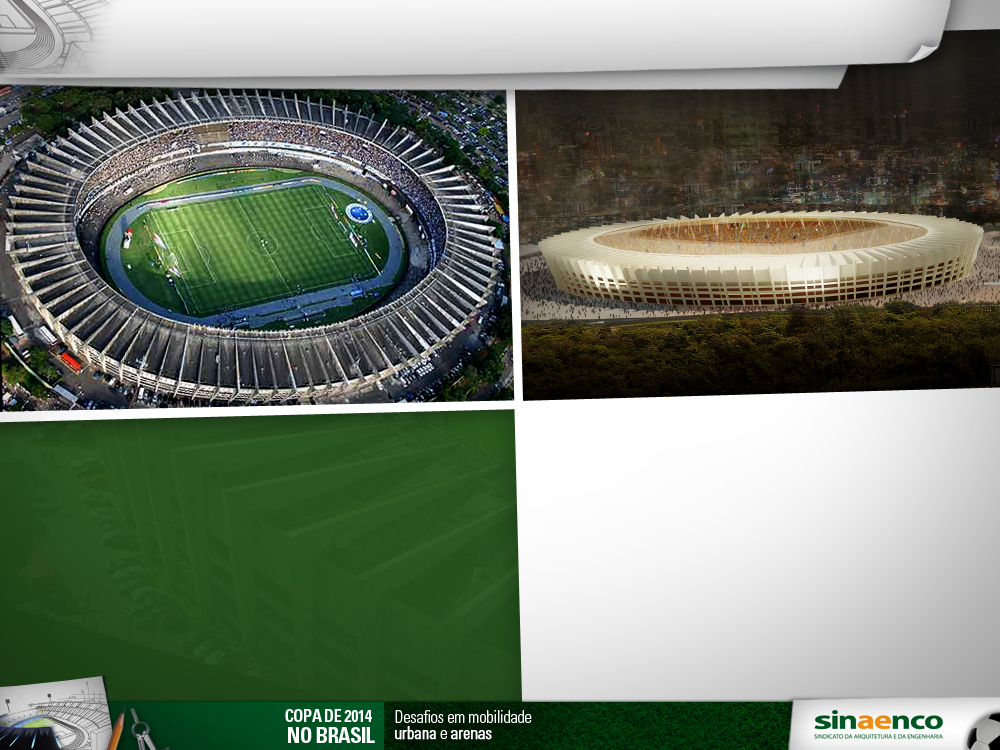 COPA DE 2014
NO BRASIL
Desafios em mobilidade
urbana e arenas
sinaenco
SINDICATO DA ARQUITETURA E DA ENGENHARIA